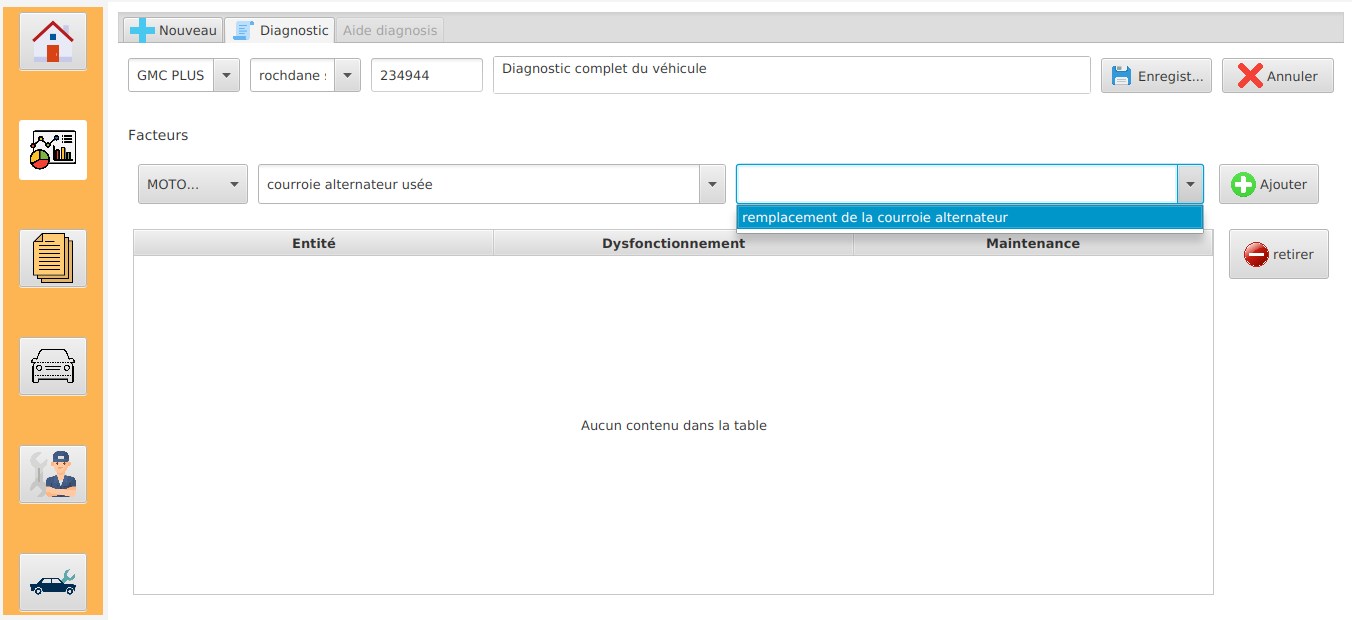 Nouveau
Diagnostic
Aide diagnosis
GMC PLUS
rochdane
234944
Diagnostic complet du véhicule
Enregist...
Annuler
Facteurs
MOTO...
courroie alternateur usée
Ajouter
remplacement de la courroie alternateur
Entité
Dysfonctionnement
Maintenance
retirer
Aucun contenu dans la table